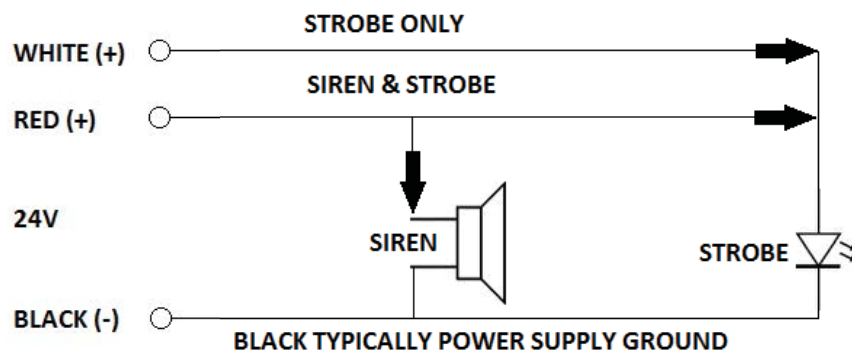 STROBE ONLY
WHITE (+)
SIREN & STROBE
RED (+)
24V
SIREN
STROBE
BLACK (-)
BLACK TYPICALLY POWER SUPPLY GROUND